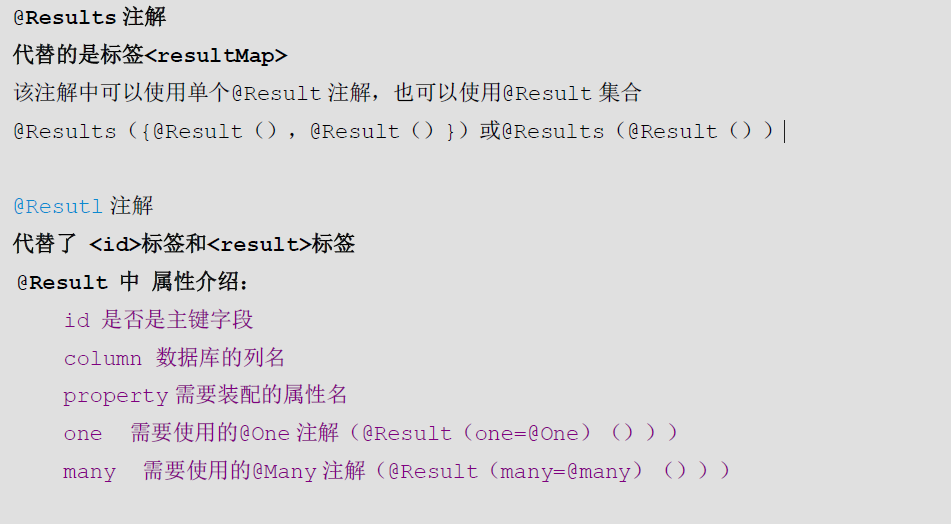 @Results 注解
代替的是标签<resultMap>
该注解中可以使用单个@Result 注解，也可以使用@Result 集合
@Results（{@Result（），@Result（）}）或@Results（@Result（））
@Resutl 注解
代替了 <id>标签和<result>标签
@Result 中 属性介绍：
id 是否是主键字段
column 数据库的列名
property 需要装配的属性名
one 需要使用的@One 注解（@Result（one=@One）（）））
many 需要使用的@Many 注解（@Result（many=@many）（）））